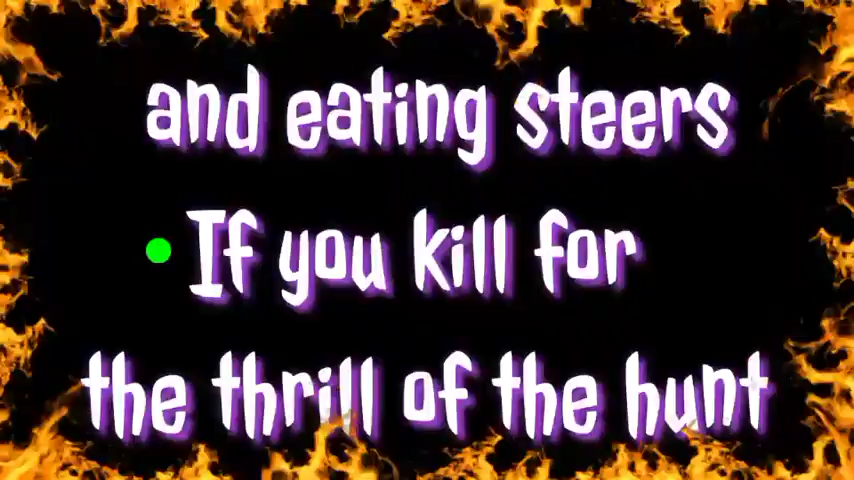 and eating steers
If you kill for
the thrill of the hunt